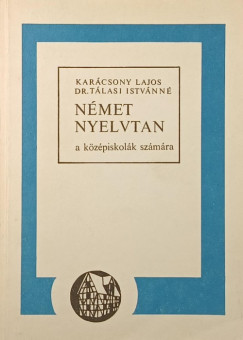 KARÁCSONY LAJOS
DR. TÁLASI ISTVÁNNÉ
NÉMET
NYELVTAN
a középiskolák számára